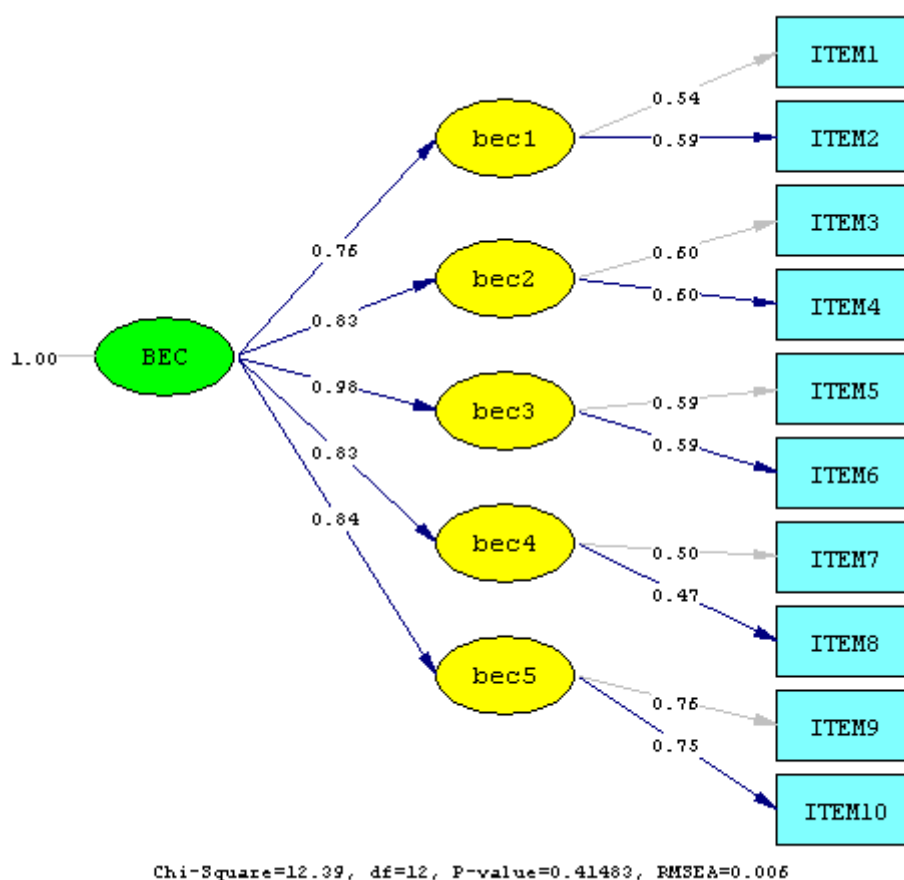 ITEM1
0.54
bec1
0.59
ITEM2
0.76
ITEM3
0.60
bec2
0.60
ITEM4
0.83
1.00
BEC
0.98
ITEM5
0.59
bec3
0.59
ITEM6
0.83
0.84
bec4
0.50
ITEM7
0.47
ITEM8
bec5
0.76
ITEM9
0.75
ITEM10
Chi-Square=12.39, df=12, P-value=0.41483, RMSEA=0.006